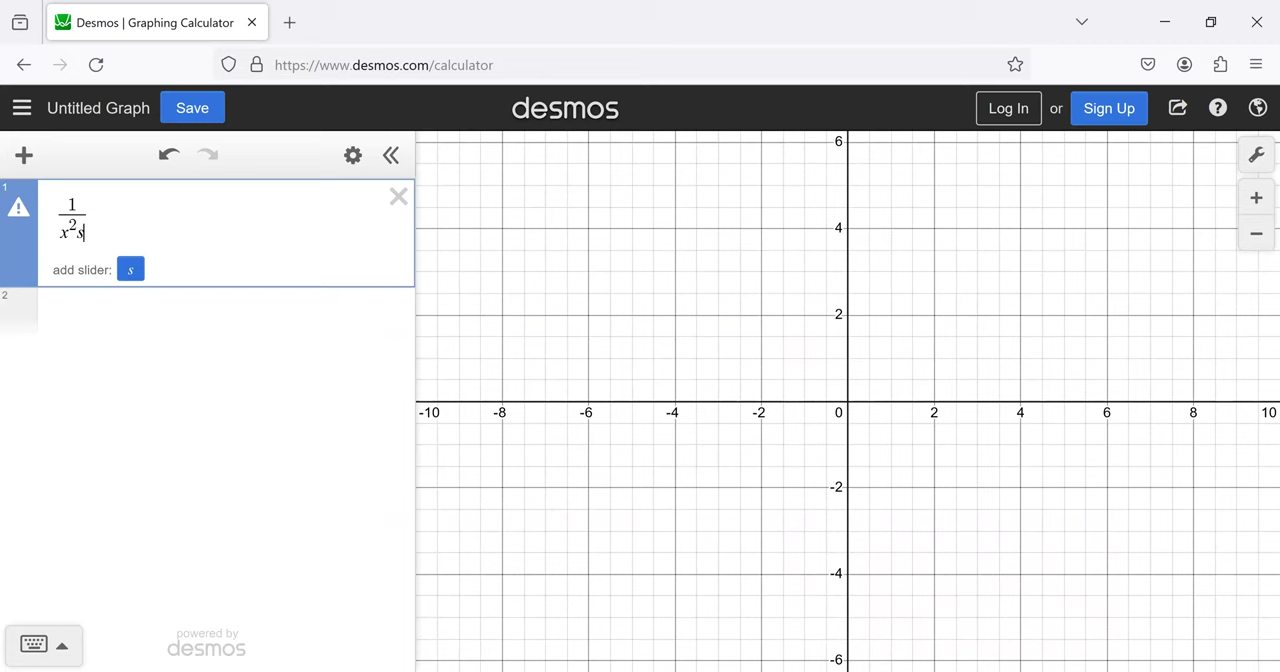 Desmos | Graphing Calculator
https://www.desmos.com/calculator
Untitled Graph
Save
desmos
Log In
or
Sign Up
1
1
x²s
add slider: s
2
powered by
desmos
6
4
2
-10 -8 -6 -4 -2 0 2 4 6 8 10
-2
-4
-6